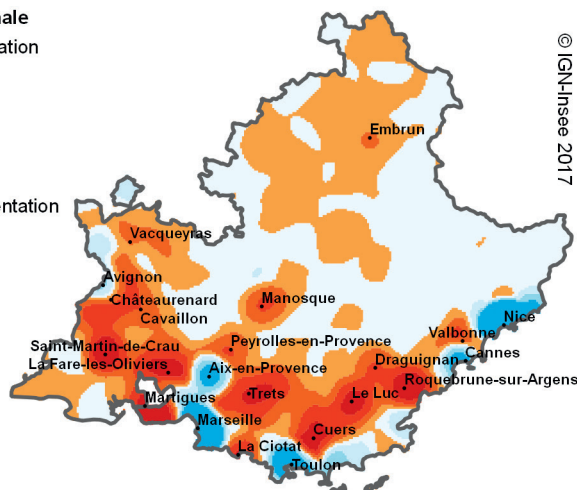 nale
ation
© IGN-Insee 2017
Embrun
entation
Vacqueyras
Avignon
Châteaurenard
Cavaillon
Manosque
Nice
Valbonne
Saint-Martin-de-Crau
Peyrolles-en-Provence
Cannes
La Fare-les-Oliviers
Draguignan
Aix-en-Provence
Roquebrune-sur-Argens
Martigues
Trets
Le Luc
Marseille
Cuers
La Ciotat
Toulon